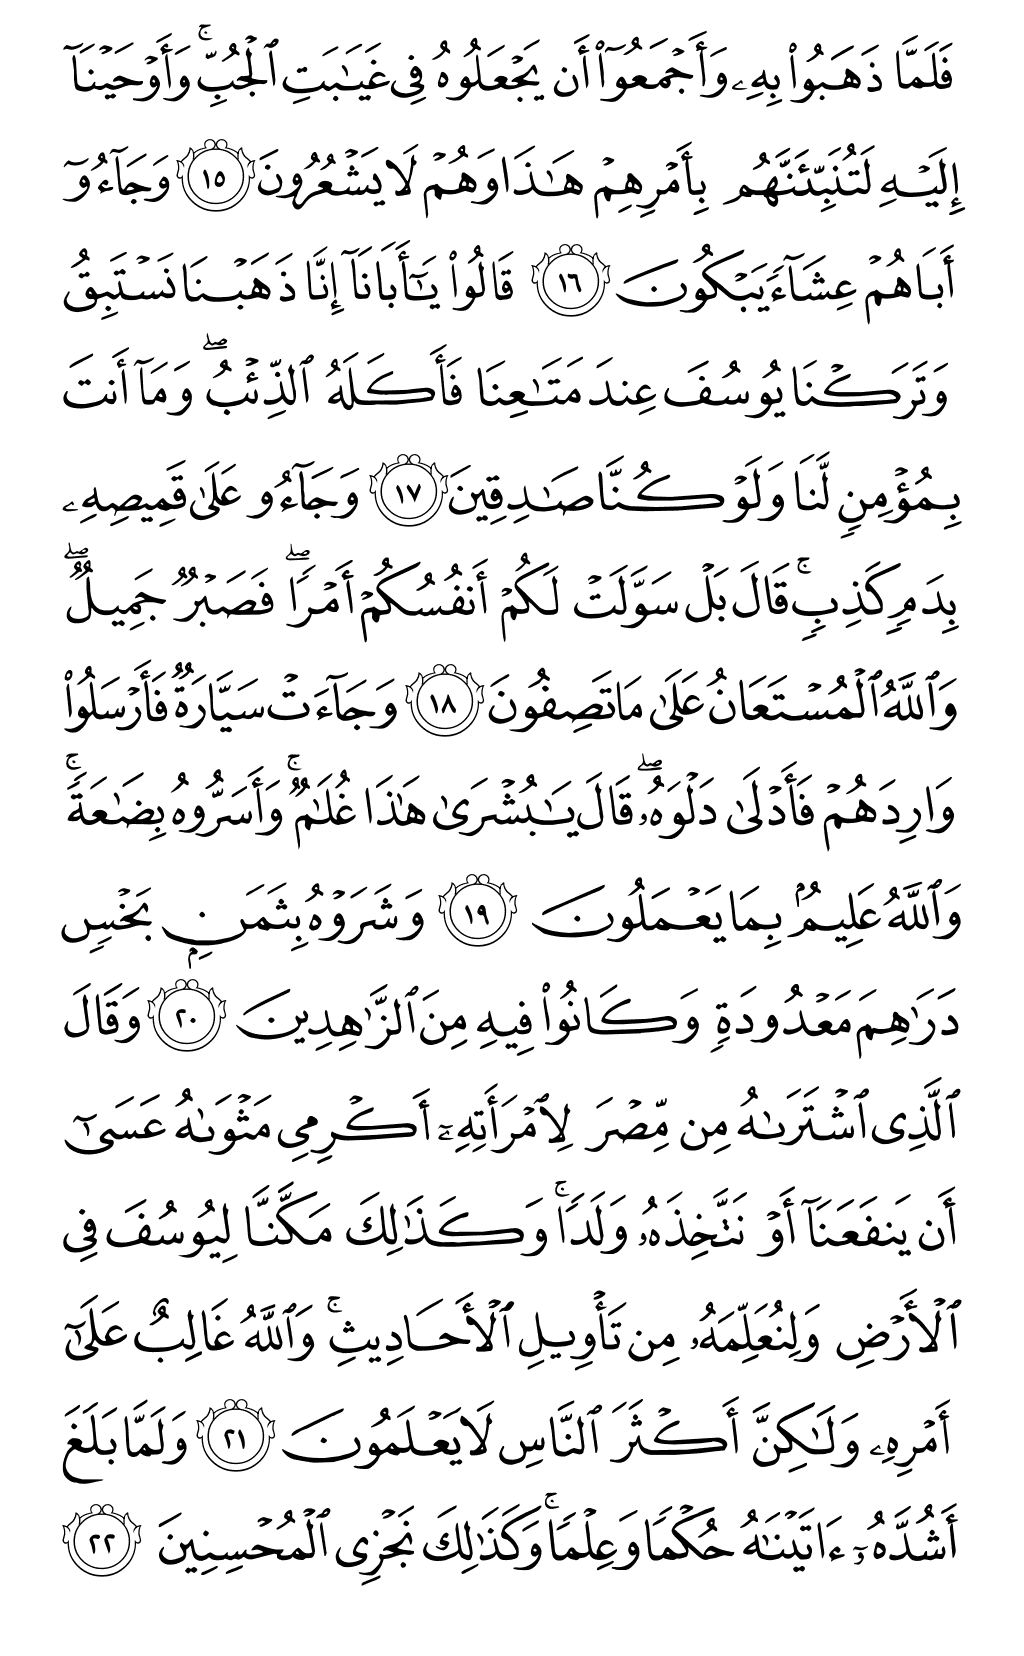 فَلَمَّا ذَهَبُوا۟ بِهِۦ وَأَجْمَعُوٓا۟ أَن يَجْعَلُوهُ فِى غَيَـٰبَتِ ٱلْجُبِّ ۚ وَأَوْحَيْنَآ
إِلَيْهِ لَتُنَبِّئَنَّهُم بِأَمْرِهِمْ هَـٰذَا وَهُمْ لَا يَشْعُرُونَ ١٥ وَجَآءُوٓ
أَبَاهُمْ عِشَآءً يَبْكُونَ ١٦ قَالُوا۟ يَـٰٓأَبَانَآ إِنَّا ذَهَبْنَا نَسْتَبِقُ
وَتَرَكْنَا يُوسُفَ عِندَ مَتَـٰعِنَا فَأَكَلَهُ ٱلذِّئْبُ ۖ وَمَآ أَنتَ
بِمُؤْمِنٍ لَّنَا وَلَوْ كُنَّا صَـٰدِقِينَ ١٧ وَجَآءُو عَلَىٰ قَمِيصِهِۦ
بِدَمٍ كَذِبٍ ۚ قَالَ بَلْ سَوَّلَتْ لَكُمْ أَنفُسُكُمْ أَمْرًا ۖ فَصَبْرٌ جَمِيلٌ ۖ
وَٱللَّهُ ٱلْمُسْتَعَانُ عَلَىٰ مَا تَصِفُونَ ١٨ وَجَآءَتْ سَيَّارَةٌ فَأَرْسَلُوا۟
وَارِدَهُمْ فَأَدْلَىٰ دَلْوَهُۥ ۖ قَالَ يَـٰبُشْرَىٰ هَـٰذَا غُلَـٰمٌ ۚ وَأَسَرُّوهُ بِضَـٰعَةً ۚ
وَٱللَّهُ عَلِيمٌۢ بِمَا يَعْمَلُونَ ١٩ وَشَرَوْهُ بِثَمَنٍۭ بَخْسٍ
دَرَٰهِمَ مَعْدُودَةٍ وَكَانُوا۟ فِيهِ مِنَ ٱلزَّٰهِدِينَ ٢٠ وَقَالَ
ٱلَّذِى ٱشْتَرَىٰهُ مِن مِّصْرَ لِٱمْرَأَتِهِۦٓ أَكْرِمِى مَثْوَىٰهُ عَسَىٰٓ
أَن يَنفَعَنَآ أَوْ نَتَّخِذَهُۥ وَلَدًا ۚ وَكَذَٰلِكَ مَكَّنَّا لِيُوسُفَ فِى
ٱلْأَرْضِ وَلِنُعَلِّمَهُۥ مِن تَأْوِيلِ ٱلْأَحَادِيثِ ۚ وَٱللَّهُ غَالِبٌ عَلَىٰٓ
أَمْرِهِۦ وَلَـٰكِنَّ أَكْثَرَ ٱلنَّاسِ لَا يَعْلَمُونَ ٢١ وَلَمَّا بَلَغَ
أَشُدَّهُۥٓ ءَاتَيْنَـٰهُ حُكْمًا وَعِلْمًا ۚ وَكَذَٰلِكَ نَجْزِى ٱلْمُحْسِنِينَ ٢٢